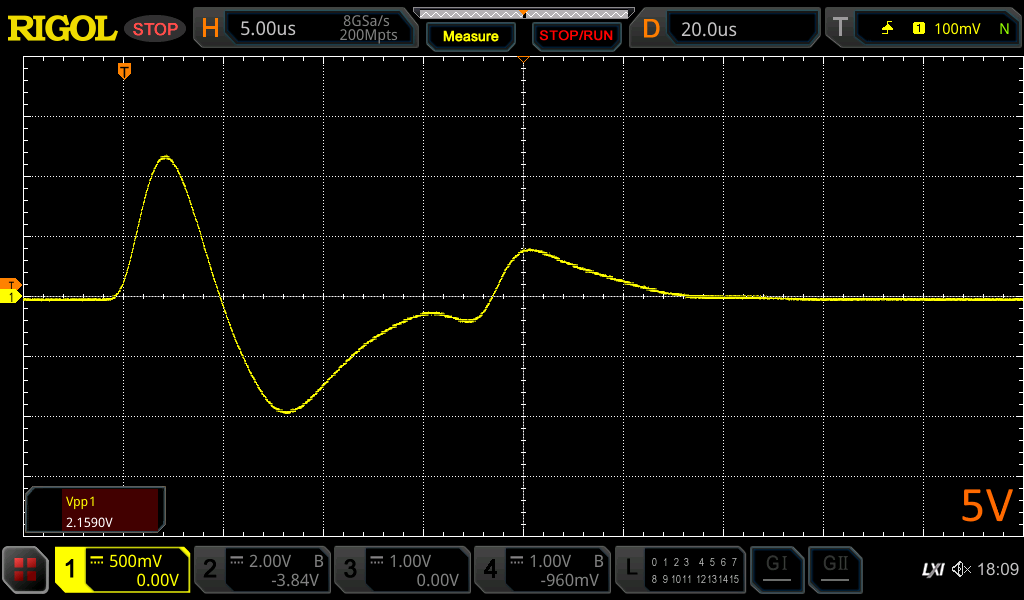 RIGOL STOP H 5.00us 8GSa/s 200Mpts Measure STOP/RUN D 20.0us T 1 100mV N
T
T
1
Vpp1
2.1590V
5V
1 500mV 0.00V 2 2.00V B -3.84V 3 1.00V 0.00V 4 1.00V B -960mV L 0 1 2 3 4 5 6 7 8 9 10 11 12 13 14 15 GI GII LXI 18:09